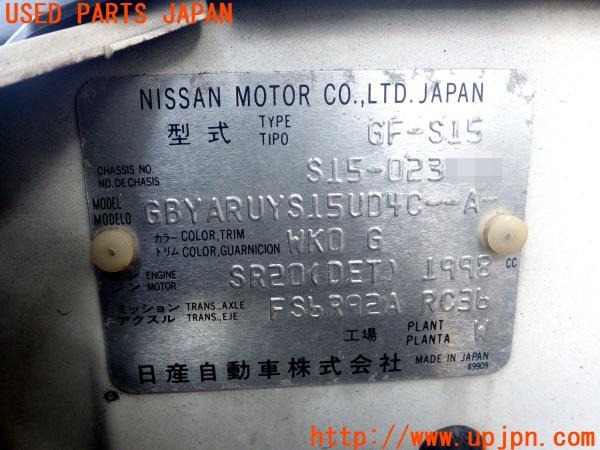 USED PARTS JAPAN
NISSAN MOTOR CO.,LTD.JAPAN
型式 TYPE TIPO GF-S15
CHASSIS NO NO.DE CHASIS S15-023
MODEL MODELO GBYARUYS15UD4C--A-
カラー COLOR,TRIM トリム COLOR,GUARNICION WK0 G
ENGINE MOTOR SR20(DET) 1998 CC
ミッション TRANS.,AXLE アクスル TRANS.,EJE FS6R92A RC36
工場 PLANT PLANTA W
日産自動車株式会社 MADE IN JAPAN
89909
http://www.upjpn.com/